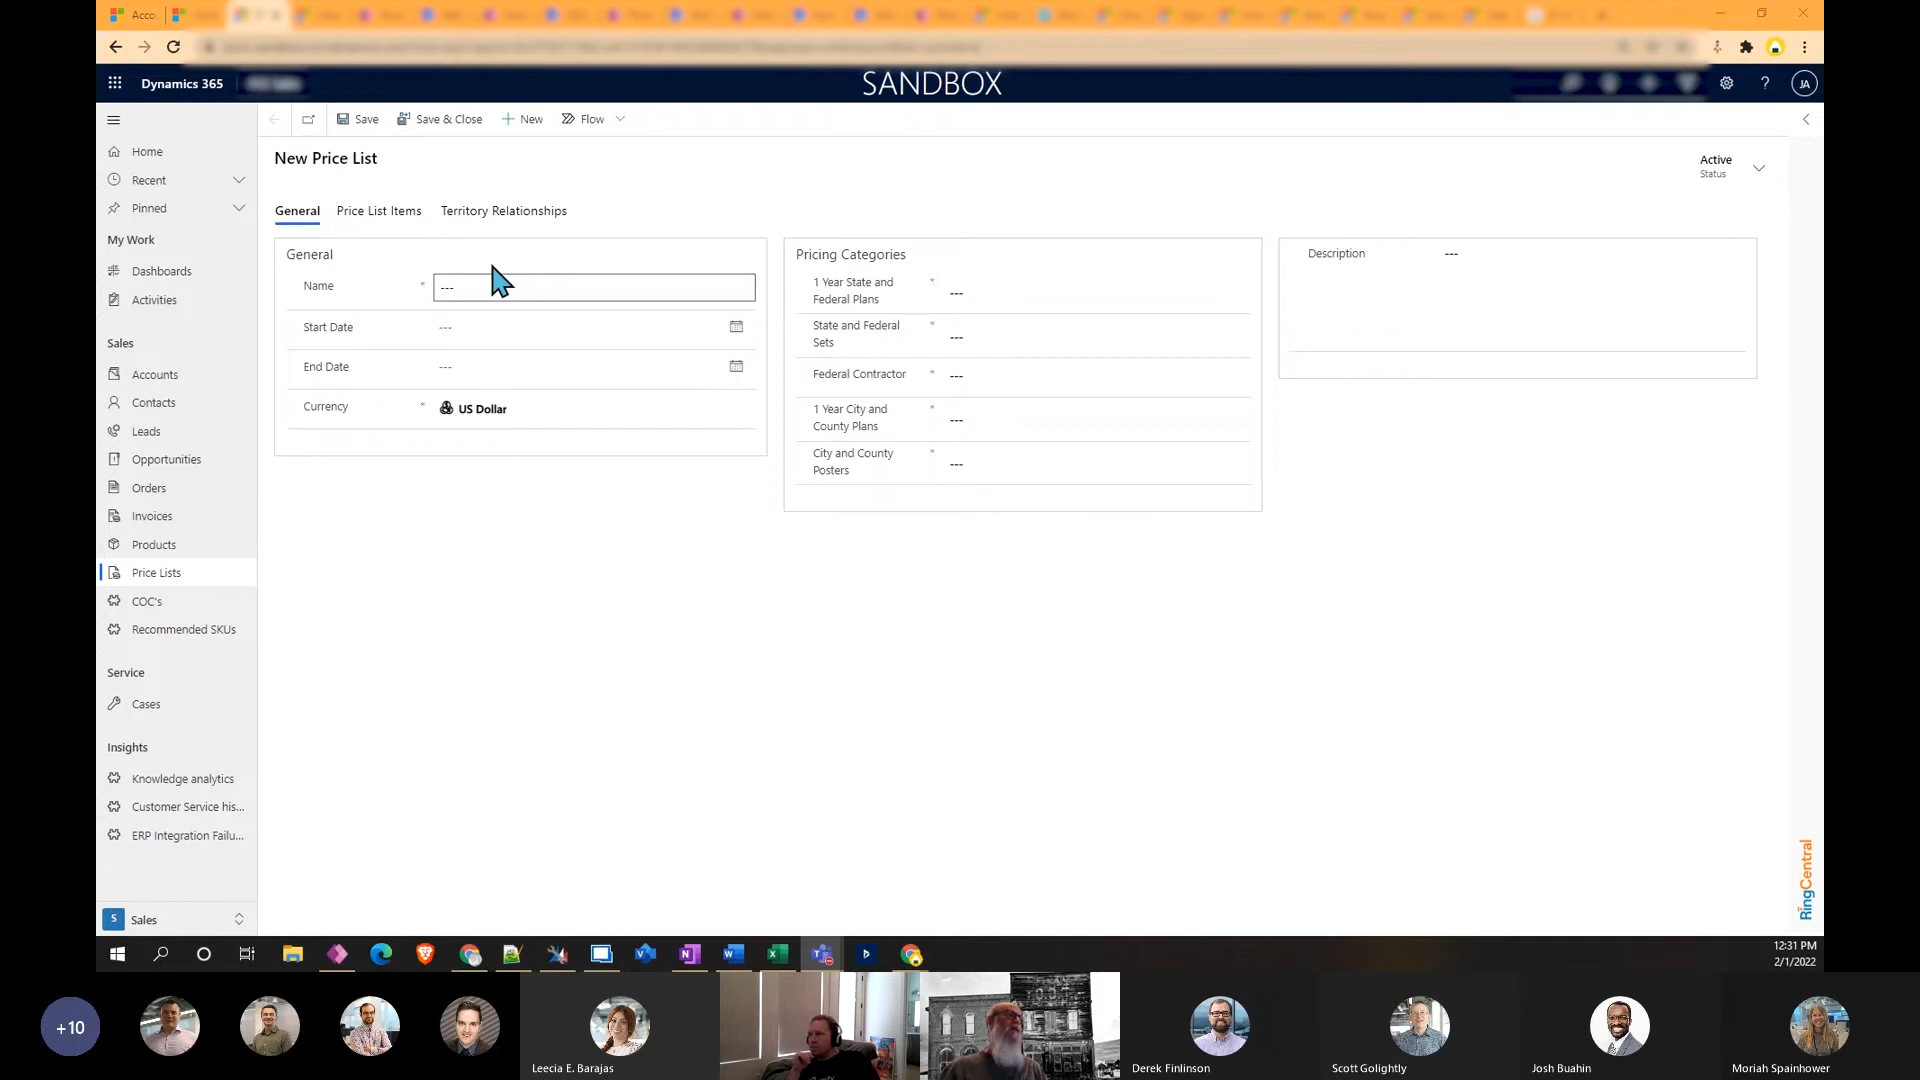 Acco
Dynamics 365
SANDBOX
JA
Save
Save & Close
New
Flow
New Price List
Active
Status
General
Price List Items
Territory Relationships
Home
Recent
Pinned
My Work
Dashboards
Activities
Sales
Accounts
Contacts
Leads
Opportunities
Orders
Invoices
Products
Price Lists
COC's
Recommended SKUs
Service
Cases
Insights
Knowledge analytics
Customer Service his...
ERP Integration Failu...
S Sales
General
Name * ---
Start Date ---
End Date ---
Currency * US Dollar
Pricing Categories
1 Year State and
Federal Plans * ---
State and Federal
Sets * ---
Federal Contractor * ---
1 Year City and
County Plans * ---
City and County
Posters * ---
Description ---
RingCentral
12:31 PM
2/1/2022
+10
Leecia E. Barajas
Derek Finlinson
Scott Golightly
Josh Buahin
Moriah Spainhower